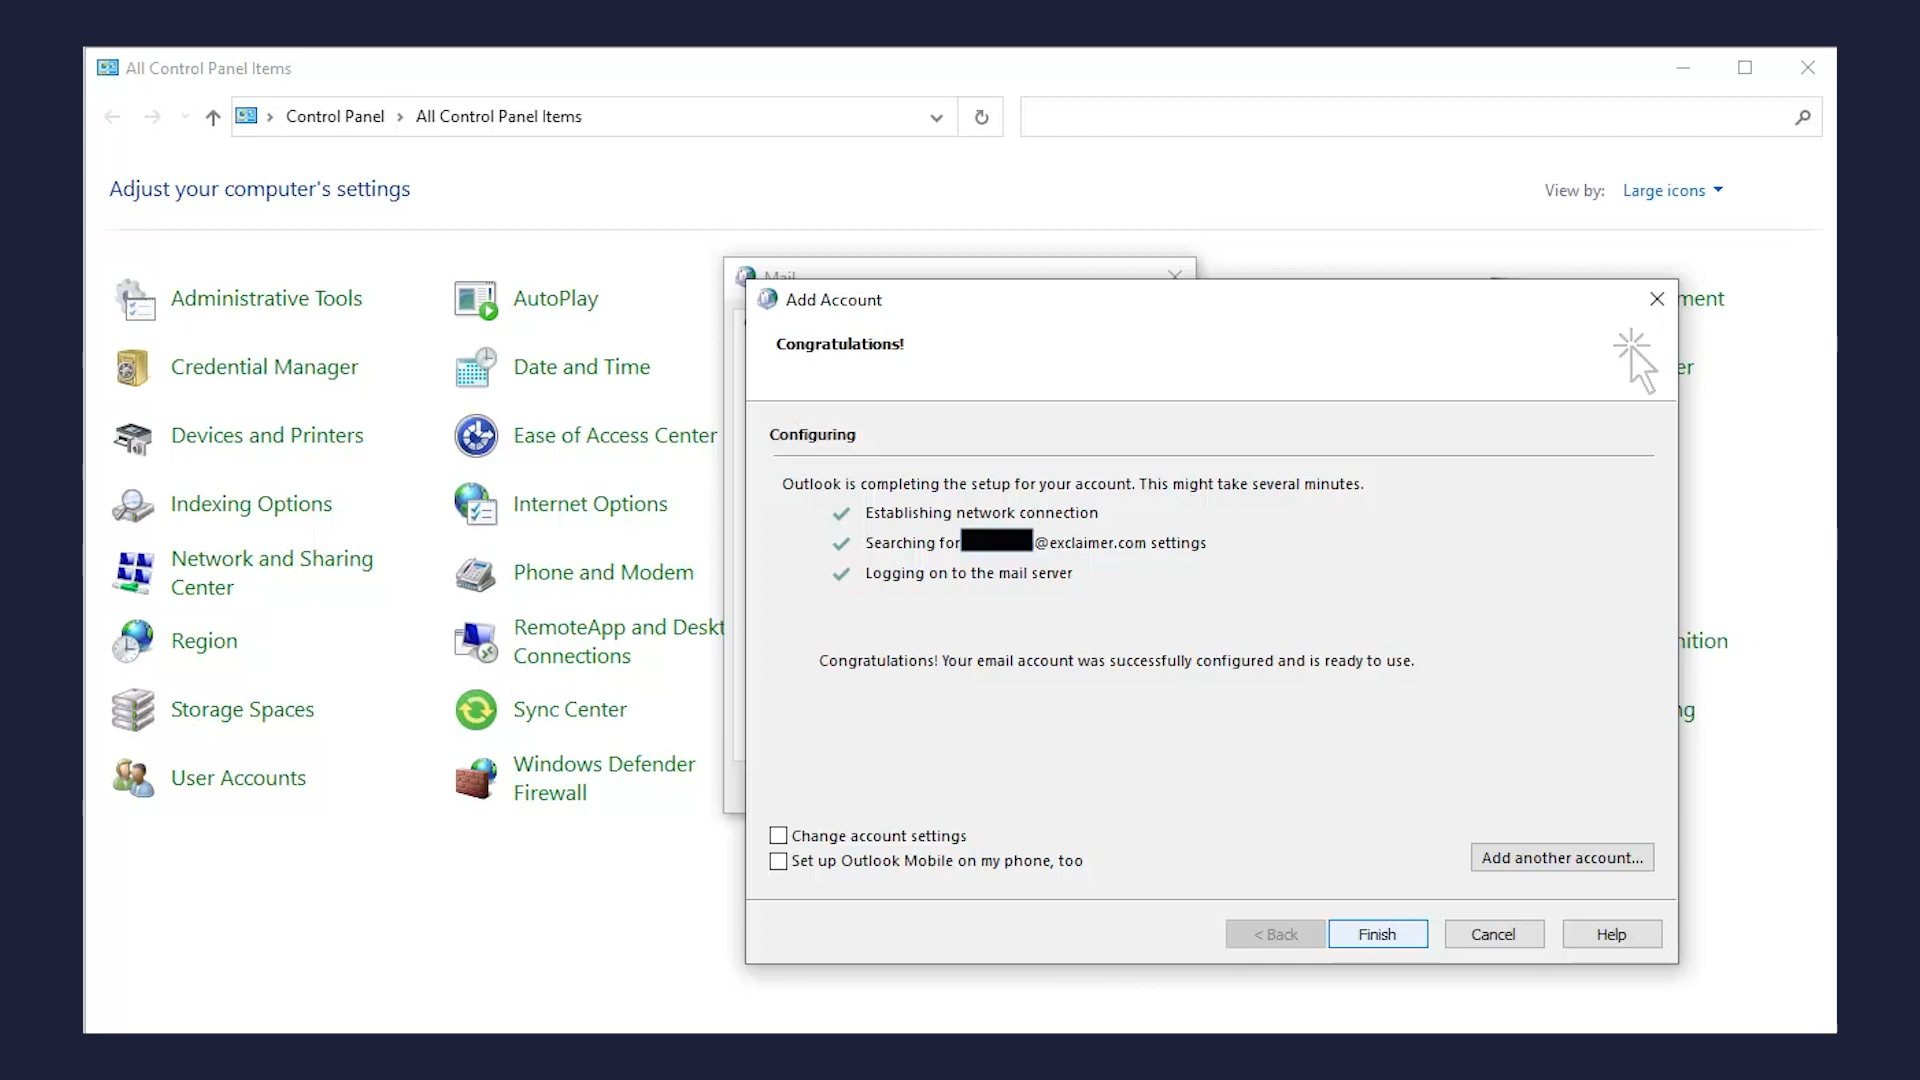 All Control Panel Items
Control Panel > All Control Panel Items
Adjust your computer's settings
View by: Large icons
Administrative Tools
AutoPlay
Credential Manager
Date and Time
Devices and Printers
Ease of Access Center
Indexing Options
Internet Options
Network and Sharing
Center
Phone and Modem
Region
RemoteApp and Deskt
Connections
Storage Spaces
Sync Center
User Accounts
Windows Defender
Firewall
Mail
Add Account
Congratulations!
Configuring
Outlook is completing the setup for your account. This might take several minutes.
Establishing network connection
Searching for @exclaimer.com settings
Logging on to the mail server
Congratulations! Your email account was successfully configured and is ready to use.
Change account settings
Set up Outlook Mobile on my phone, too
Add another account...
< Back
Finish
Cancel
Help
ment
er
nition
ng